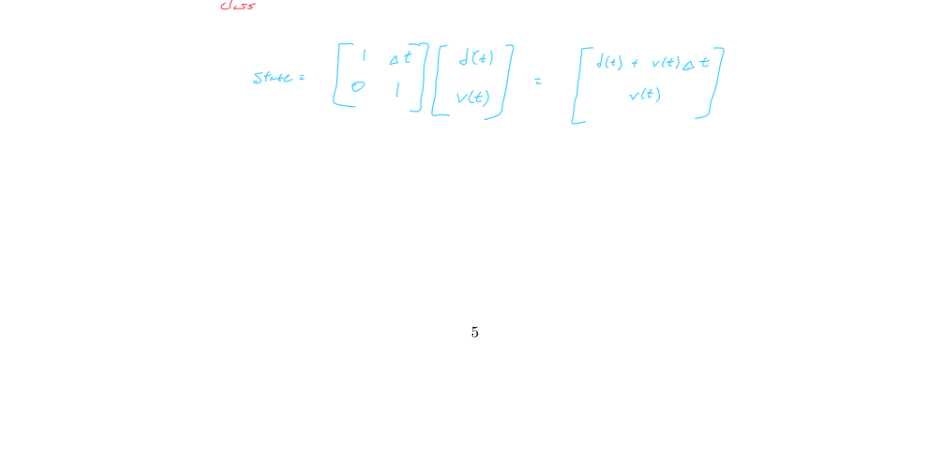 class
State = [ 1 Δt ; 0 1 ] [ d(t) ; v(t) ] = [ d(t) + v(t)Δt ; v(t) ]
5